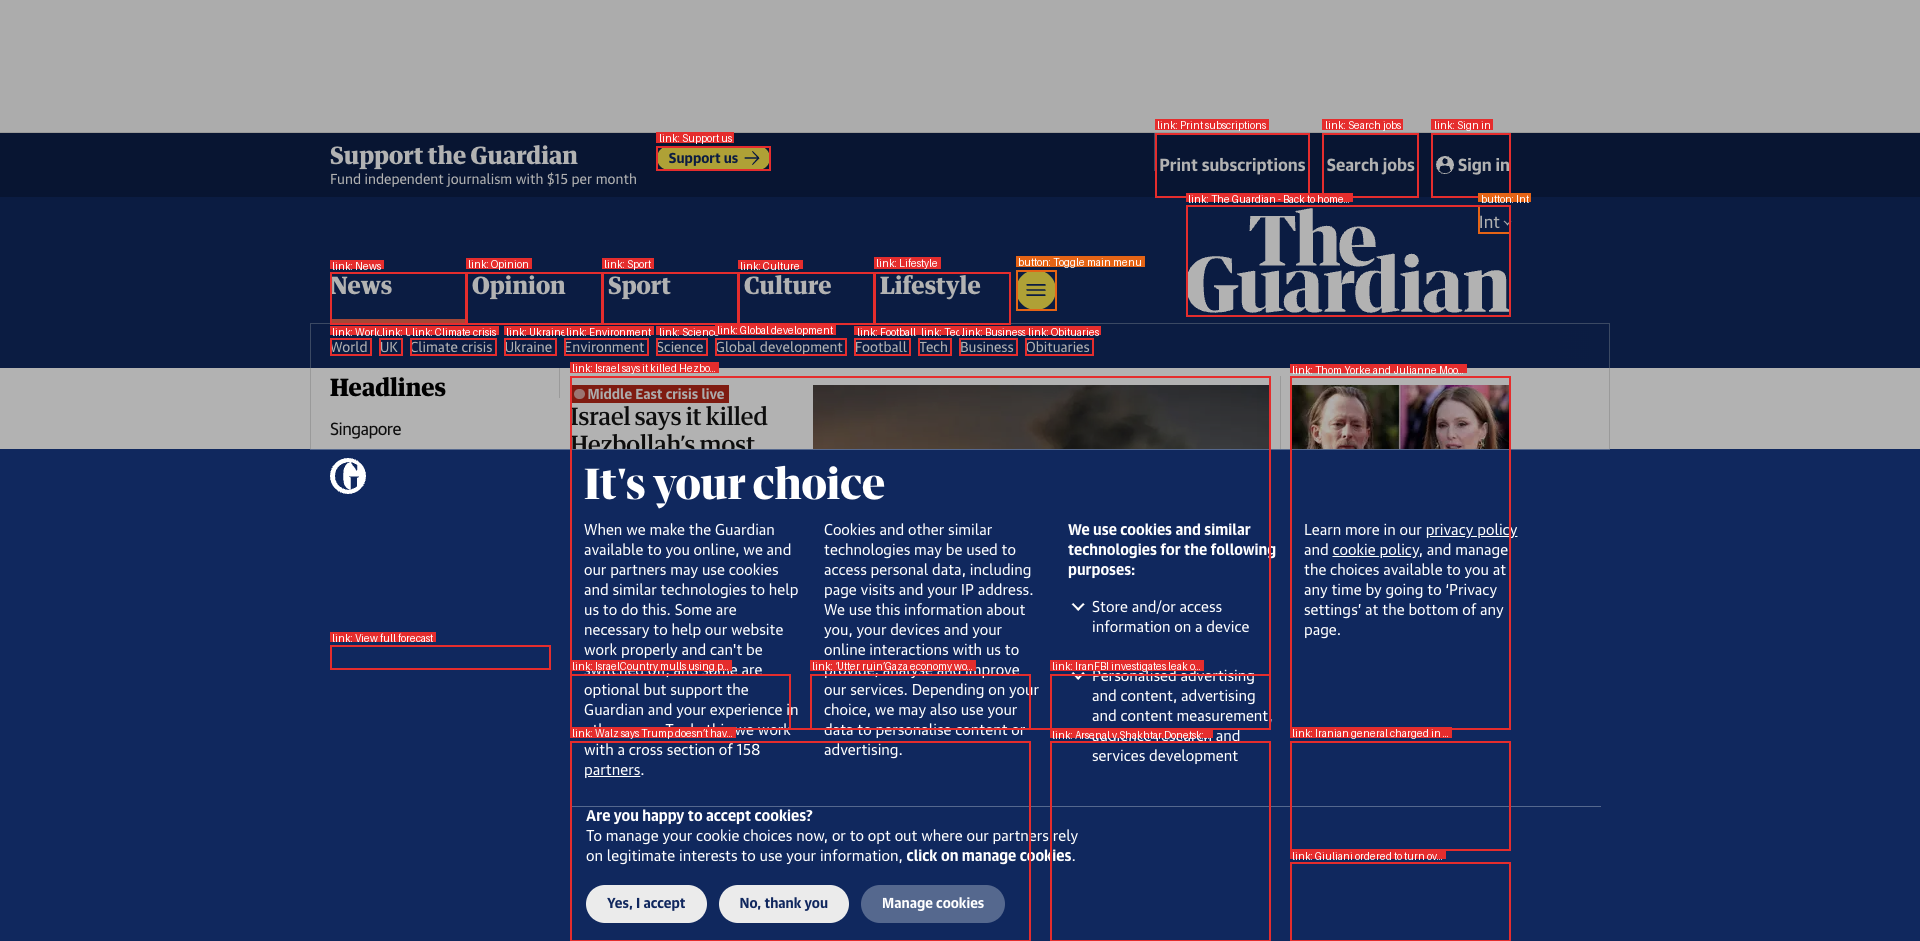 link: Support us
link: Print subscriptions
link: Search jobs
link: Sign in
Support the Guardian
Fund independent journalism with $15 per month
Support us
Print subscriptions
Search jobs
Sign in
link: The Guardian - Back to home...
button: Int
Int
The
Guardian
link: News
link: Opinion
link: Sport
link: Culture
link: Lifestyle
button: Toggle main menu
News
Opinion
Sport
Culture
Lifestyle
link: Climate crisis
link: Environment
link: Global development
link: Football
link: Business
link: Obituaries
World
UK
Climate crisis
Ukraine
Environment
Science
Global development
Football
Tech
Business
Obituaries
link: Israel says it killed Hezbo...
link: Thom Yorke and Julianne Moo...
Headlines
Singapore
Middle East crisis live
Israel says it killed
Hezbollah's most
It's your choice
When we make the Guardian
available to you online, we and
our partners may use cookies
and similar technologies to help
us to do this. Some are
necessary to help our website
work properly and can't be
switched off, and some are
optional but support the
Guardian and your experience in
we work
with a cross section of 158
partners.
Cookies and other similar
technologies may be used to
access personal data, including
page visits and your IP address.
We use this information about
you, your devices and your
online interactions with us to
provide, analyse and improve
our services. Depending on your
choice, we may also use your
data to personalise content or
advertising.
We use cookies and similar
technologies for the following
purposes:
Store and/or access
information on a device
Personalised advertising
and content, advertising
and content measurement,
audience research and
services development
Learn more in our privacy policy
and cookie policy, and manage
the choices available to you at
any time by going to ‘Privacy
settings’ at the bottom of any
page.
link: View full forecast
link: IsraelCountry mulls using p...
link: ‘Utter ruin’Gaza economy wo...
link: IranFBI investigates leak o...
link: Walz says Trump doesn't hav...
link: Arsenal v Shakhtar Donetsk:...
link: Iranian general charged in ...
link: Giuliani ordered to turn ov...
Are you happy to accept cookies?
To manage your cookie choices now, or to opt out where our partners rely
on legitimate interests to use your information, click on manage cookies.
Yes, I accept
No, thank you
Manage cookies